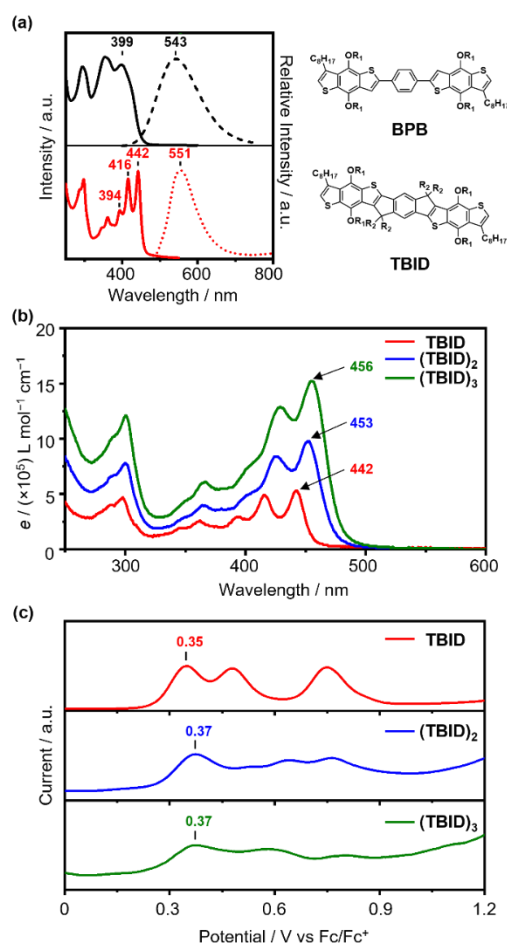 (a)
399
543
Intensity / a.u.
Relative Intensity / a.u.
442
416
394
551
400
600
800
Wavelength / nm
C8H17
OR1
S
OR1
S
S
OR1
S
OR1
C8H17
BPB
C8H17
OR1
S
R2
R2
OR1
S
S
OR1
R2
R2
S
OR1
C8H17
TBID
(b)
20
15
10
5
0
e / (×10⁵) L mol⁻¹ cm⁻¹
TBID
(TBID)₂
(TBID)₃
456
453
442
300
400
500
600
Wavelength / nm
(c)
0.35
TBID
0.37
(TBID)₂
0.37
(TBID)₃
Current / a.u.
0
0.3
0.6
0.9
1.2
Potential / V vs Fc/Fc⁺